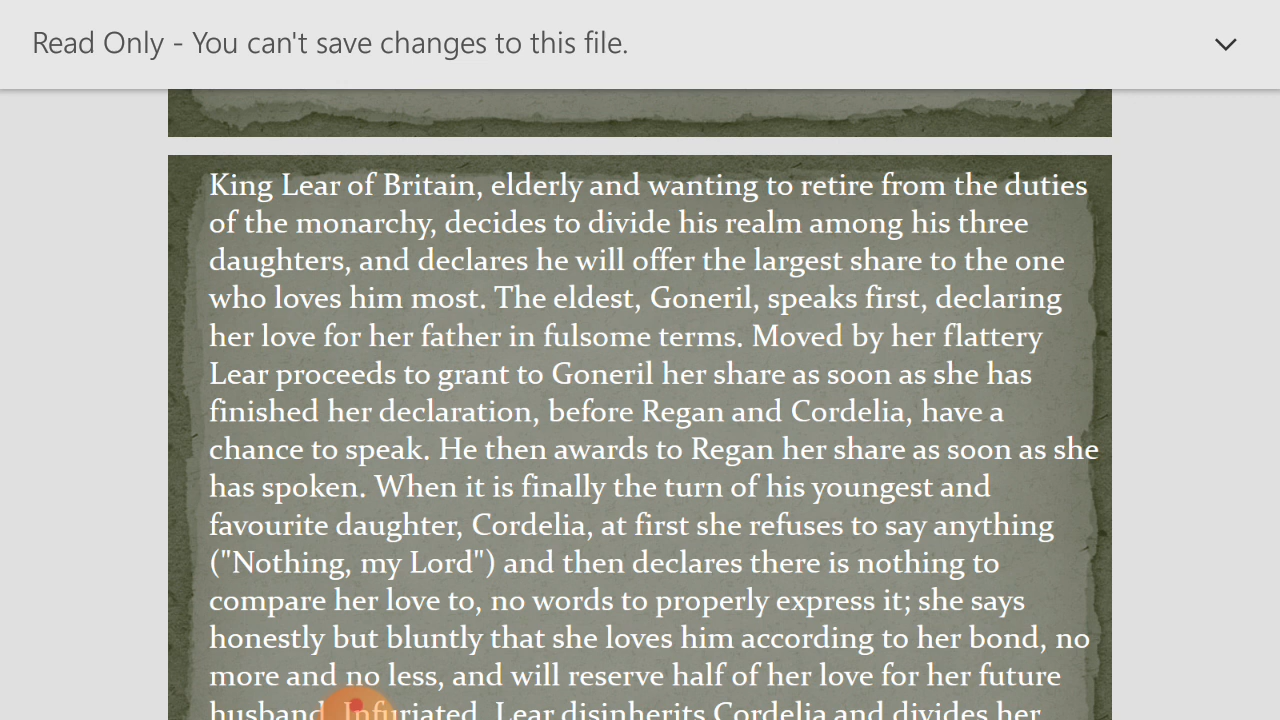 Read Only - You can't save changes to this file.
King Lear of Britain, elderly and wanting to retire from the duties
of the monarchy, decides to divide his realm among his three
daughters, and declares he will offer the largest share to the one
who loves him most. The eldest, Goneril, speaks first, declaring
her love for her father in fulsome terms. Moved by her flattery
Lear proceeds to grant to Goneril her share as soon as she has
finished her declaration, before Regan and Cordelia, have a
chance to speak. He then awards to Regan her share as soon as she
has spoken. When it is finally the turn of his youngest and
favourite daughter, Cordelia, at first she refuses to say anything
("Nothing, my Lord") and then declares there is nothing to
compare her love to, no words to properly express it; she says
honestly but bluntly that she loves him according to her bond, no
more and no less, and will reserve half of her love for her future
husband. Infuriated, Lear disinherits Cordelia and divides her